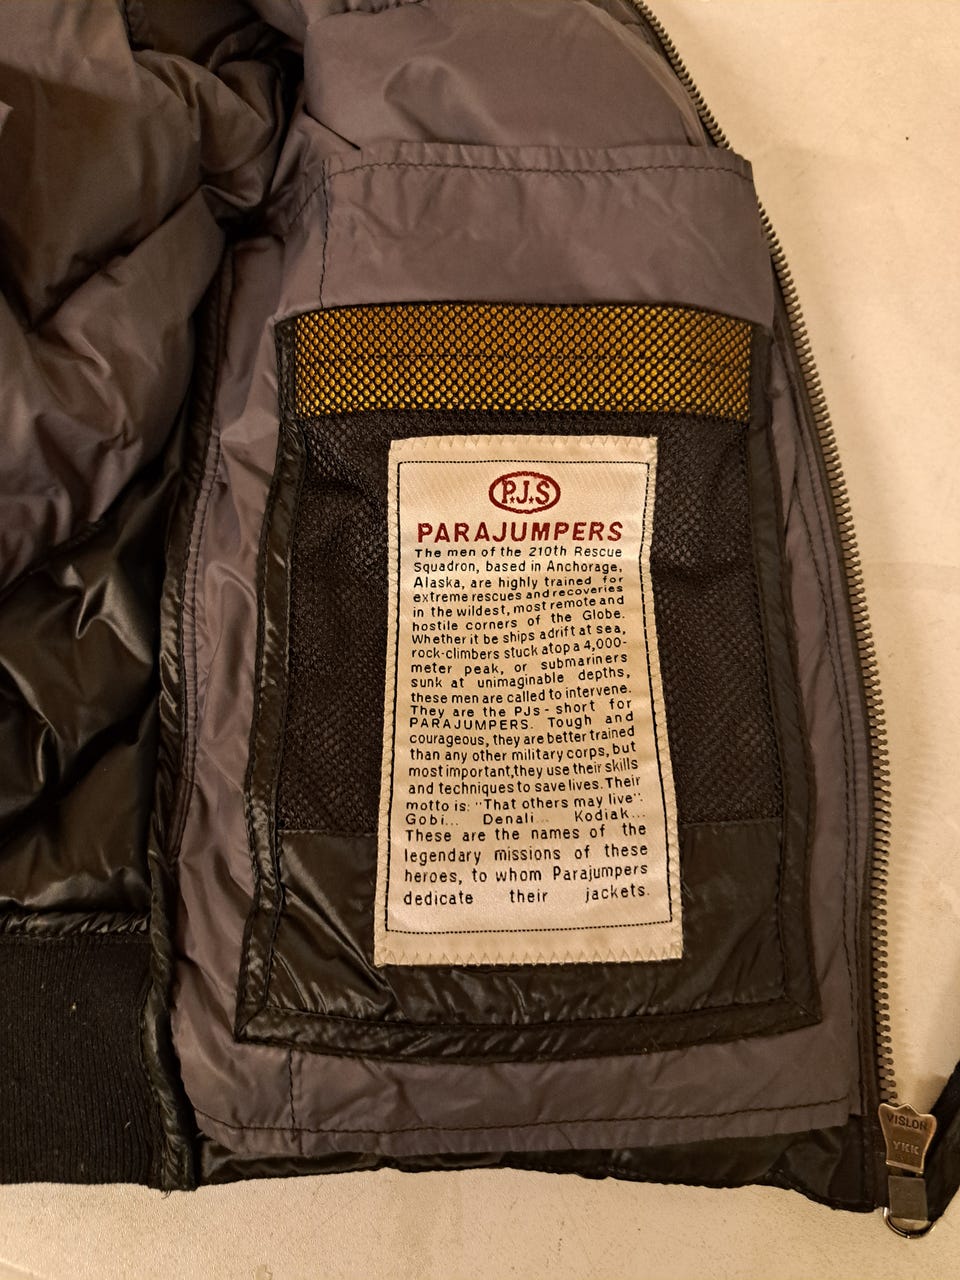 P.J.S
PARAJUMPERS
The men of the 210th Rescue
Squadron, based in Anchorage,
Alaska, are highly trained for
extreme rescues and recoveries
in the wildest, most remote and
hostile corners of the Globe.
Whether it be ships adrift at sea,
rock-climbers stuck atop a 4,000-
meter peak, or submariners
sunk at unimaginable depths,
these men are called to intervene.
They are the PJs - short for
PARAJUMPERS. Tough and
courageous, they are better trained
than any other military corps, but
most important,they use their skills
and techniques to save lives. Their
motto is: "That others may live".
Gobi... Denali... Kodiak...
These are the names of the
legendary missions of these
heroes, to whom Parajumpers
dedicate their jackets.
VISLON
YKK